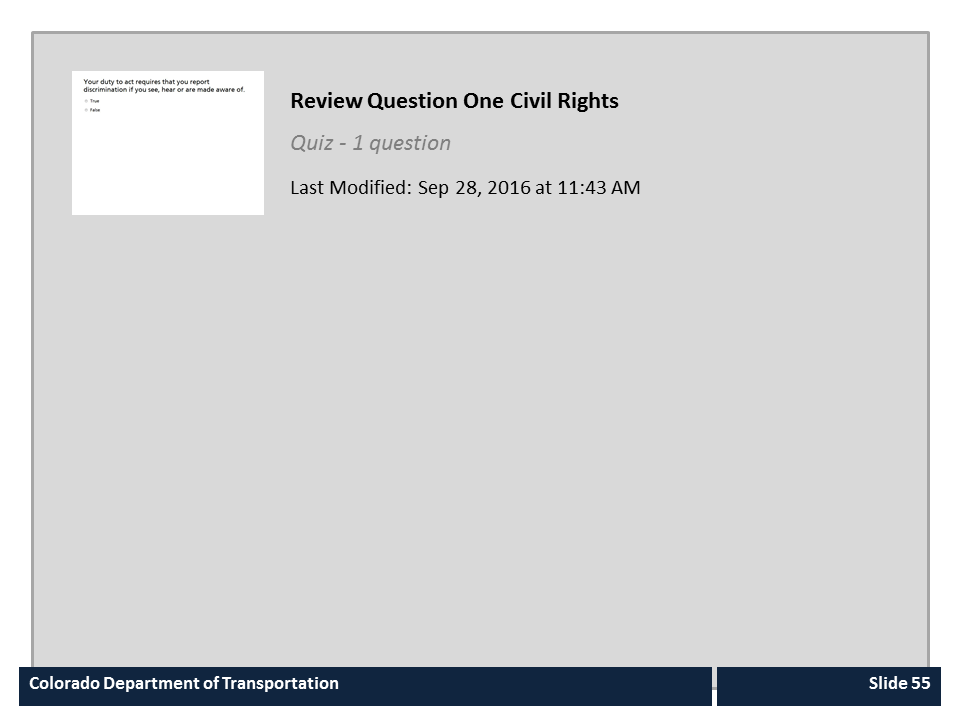 Your duty to act requires that you report
discrimination if you see, hear or are made aware of.
True
False
Review Question One Civil Rights
Quiz - 1 question
Last Modified: Sep 28, 2016 at 11:43 AM
Colorado Department of Transportation
Slide 55